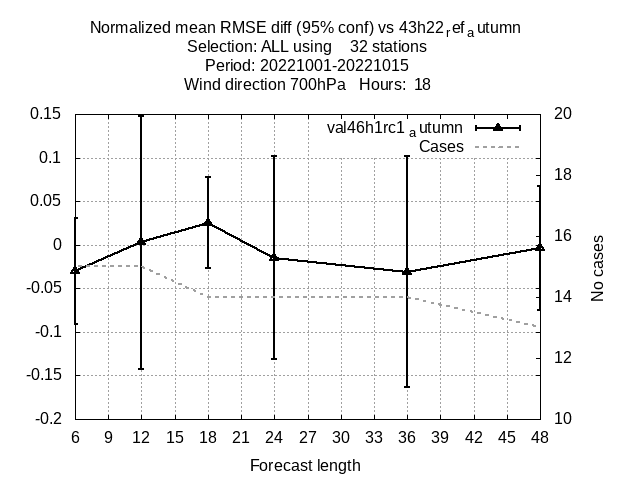 Normalized mean RMSE diff (95% conf) vs 43h22refautumn
Selection: ALL using 32 stations
Period: 20221001-20221015
Wind direction 700hPa Hours: 18
val46h1rc1autumn
Cases
0.15
0.1
0.05
0
-0.05
-0.1
-0.15
-0.2
20
18
16
14
12
10
No cases
6 9 12 15 18 21 24 27 30 33 36 39 42 45 48
Forecast length